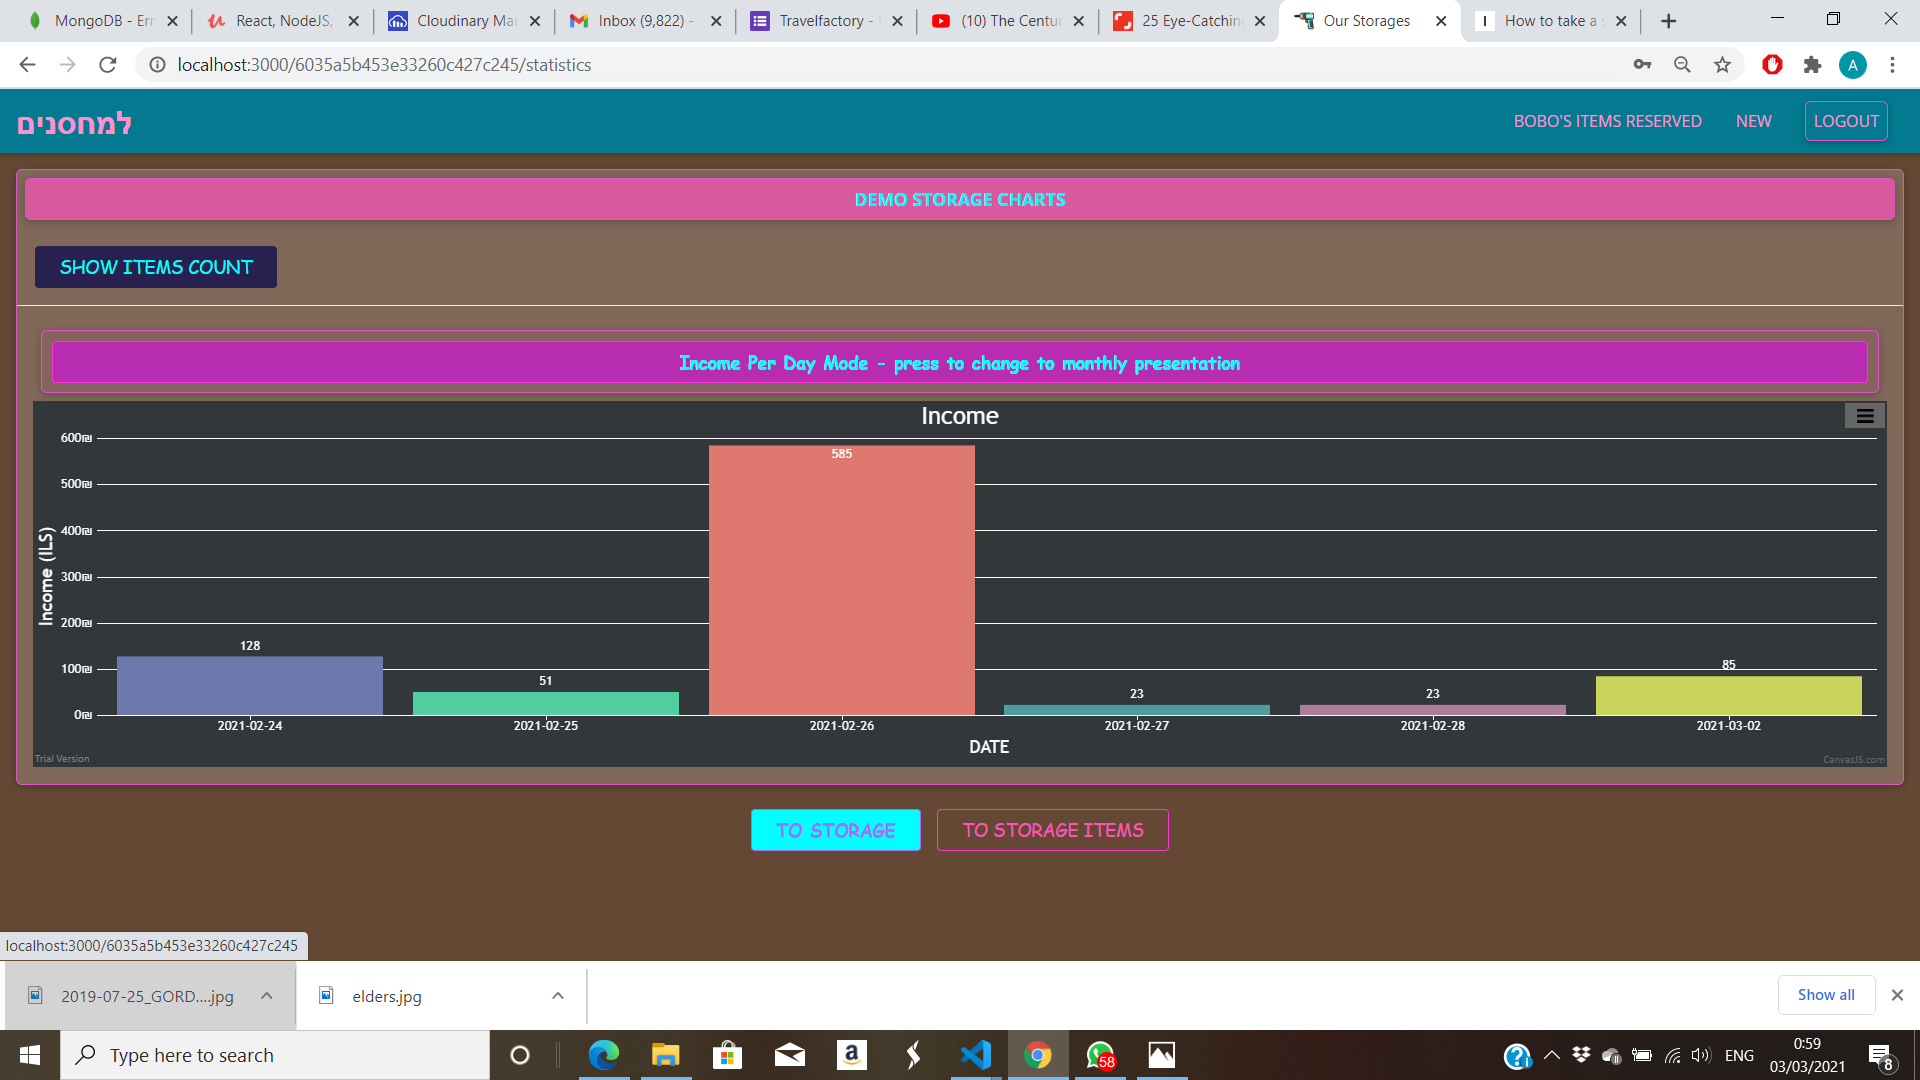 MongoDB - Err
React, NodeJS,
Cloudinary Mar
Inbox (9,822) -
Travelfactory -
(10) The Centur
25 Eye-Catchin
Our Storages
How to take a s
localhost:3000/6035a5b453e33260c427c245/statistics
A
למחסנים
BOBO'S ITEMS RESERVED
NEW
LOGOUT
DEMO STORAGE CHARTS
SHOW ITEMS COUNT
Income Per Day Mode - press to change to monthly presentation
Income
Income (ILS)
600₪
500₪
400₪
300₪
200₪
100₪
0₪
128
51
585
23
23
85
2021-02-24
2021-02-25
2021-02-26
2021-02-27
2021-02-28
2021-03-02
DATE
Trial Version
CanvasJS.com
TO STORAGE
TO STORAGE ITEMS
localhost:3000/6035a5b453e33260c427c245
2019-07-25_GORD....jpg
elders.jpg
Show all
Type here to search
58
ENG
0:59
03/03/2021
8